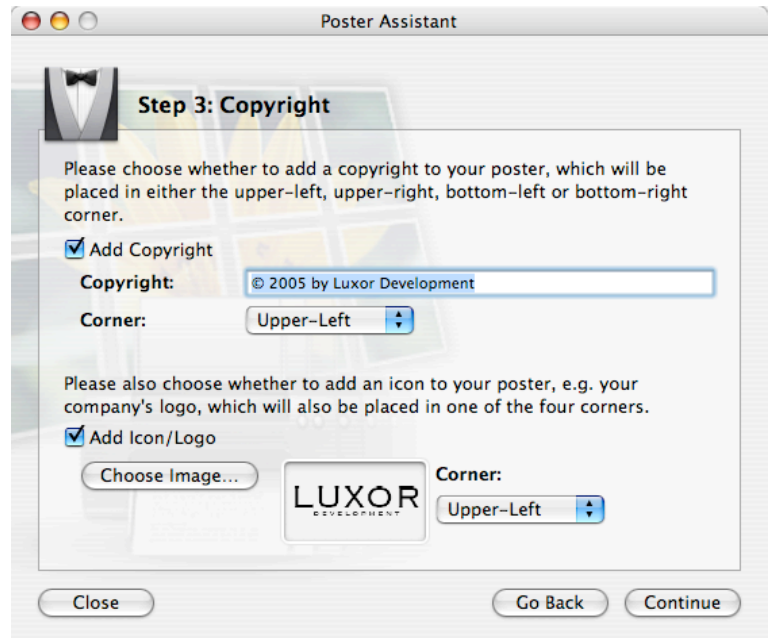 Poster Assistant
Step 3: Copyright
Please choose whether to add a copyright to your poster, which will be
placed in either the upper-left, upper-right, bottom-left or bottom-right
corner.
Add Copyright
Copyright: © 2005 by Luxor Development
Corner: Upper-Left
Please also choose whether to add an icon to your poster, e.g. your
company's logo, which will also be placed in one of the four corners.
Add Icon/Logo
Choose Image...
LUXOR
DEVELOPMENT
Corner:
Upper-Left
Close Go Back Continue